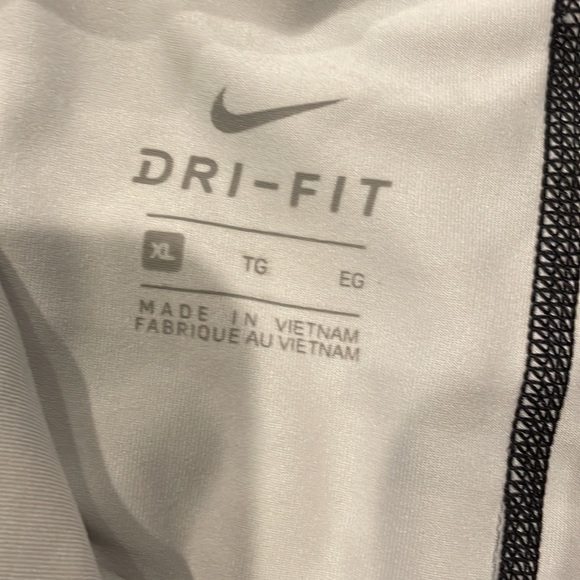 DRI-FIT
XL TG EG
MADE IN VIETNAM
FABRIQUE AU VIETNAM